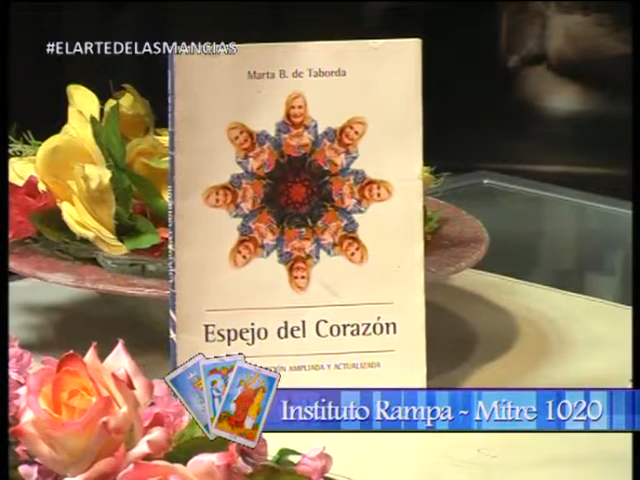 #ELARTEDELASMANCIAS
Marta B. de Taborda
Espejo del Corazón
AMPLIADA Y ACTUALIZADA
Instituto Rampa - Mitre 1020